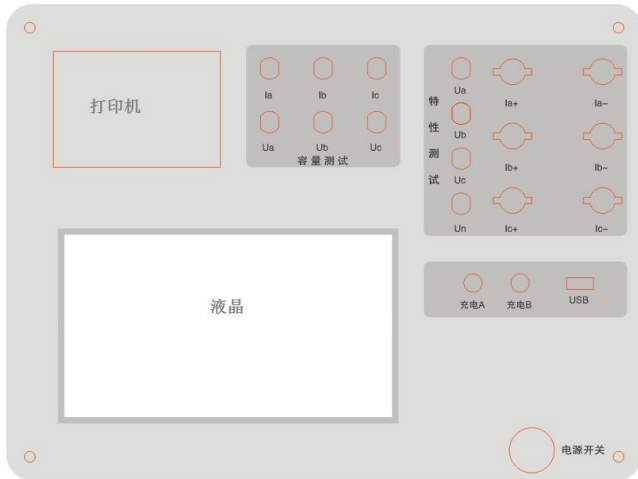 打印机
Ia Ib Ic
Ua Ub Uc
容量测试
特性测试
Ua
Ub
Uc
Un
Ia+ Ia−
Ib+ Ib−
Ic+ Ic−
液晶
充电A 充电B USB
电源开关